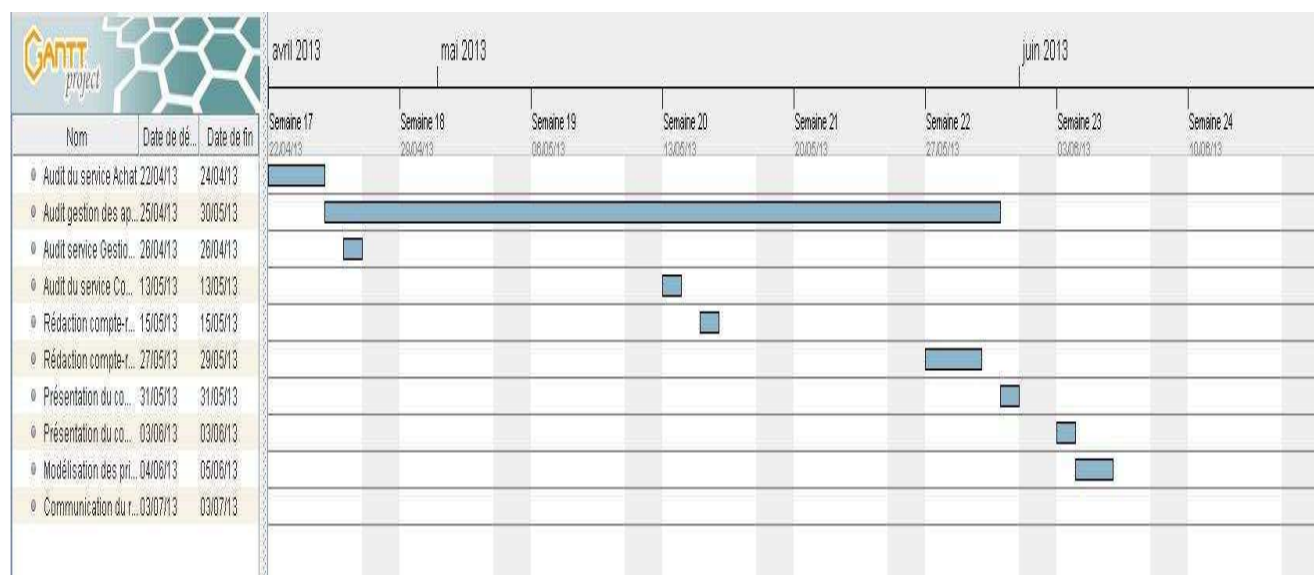 GANTT
project
avril 2013 mai 2013 juin 2013
Nom Date de dé... Date de fin
Semaine 17 Semaine 18 Semaine 19 Semaine 20 Semaine 21 Semaine 22 Semaine 23 Semaine 24
22/04/13 29/04/13 06/05/13 13/05/13 20/05/13 27/05/13 03/06/13 10/06/13
Audit du service Achat 22/04/13 24/04/13
Audit gestion des ap... 25/04/13 30/05/13
Audit service Gestio... 26/04/13 26/04/13
Audit du service Co... 13/05/13 13/05/13
Rédaction compte-r... 15/05/13 15/05/13
Rédaction compte-r... 27/05/13 29/05/13
Présentation du co... 31/05/13 31/05/13
Présentation du co... 03/06/13 03/06/13
Modélisation des pri... 04/06/13 05/06/13
Communication du r... 03/07/13 03/07/13